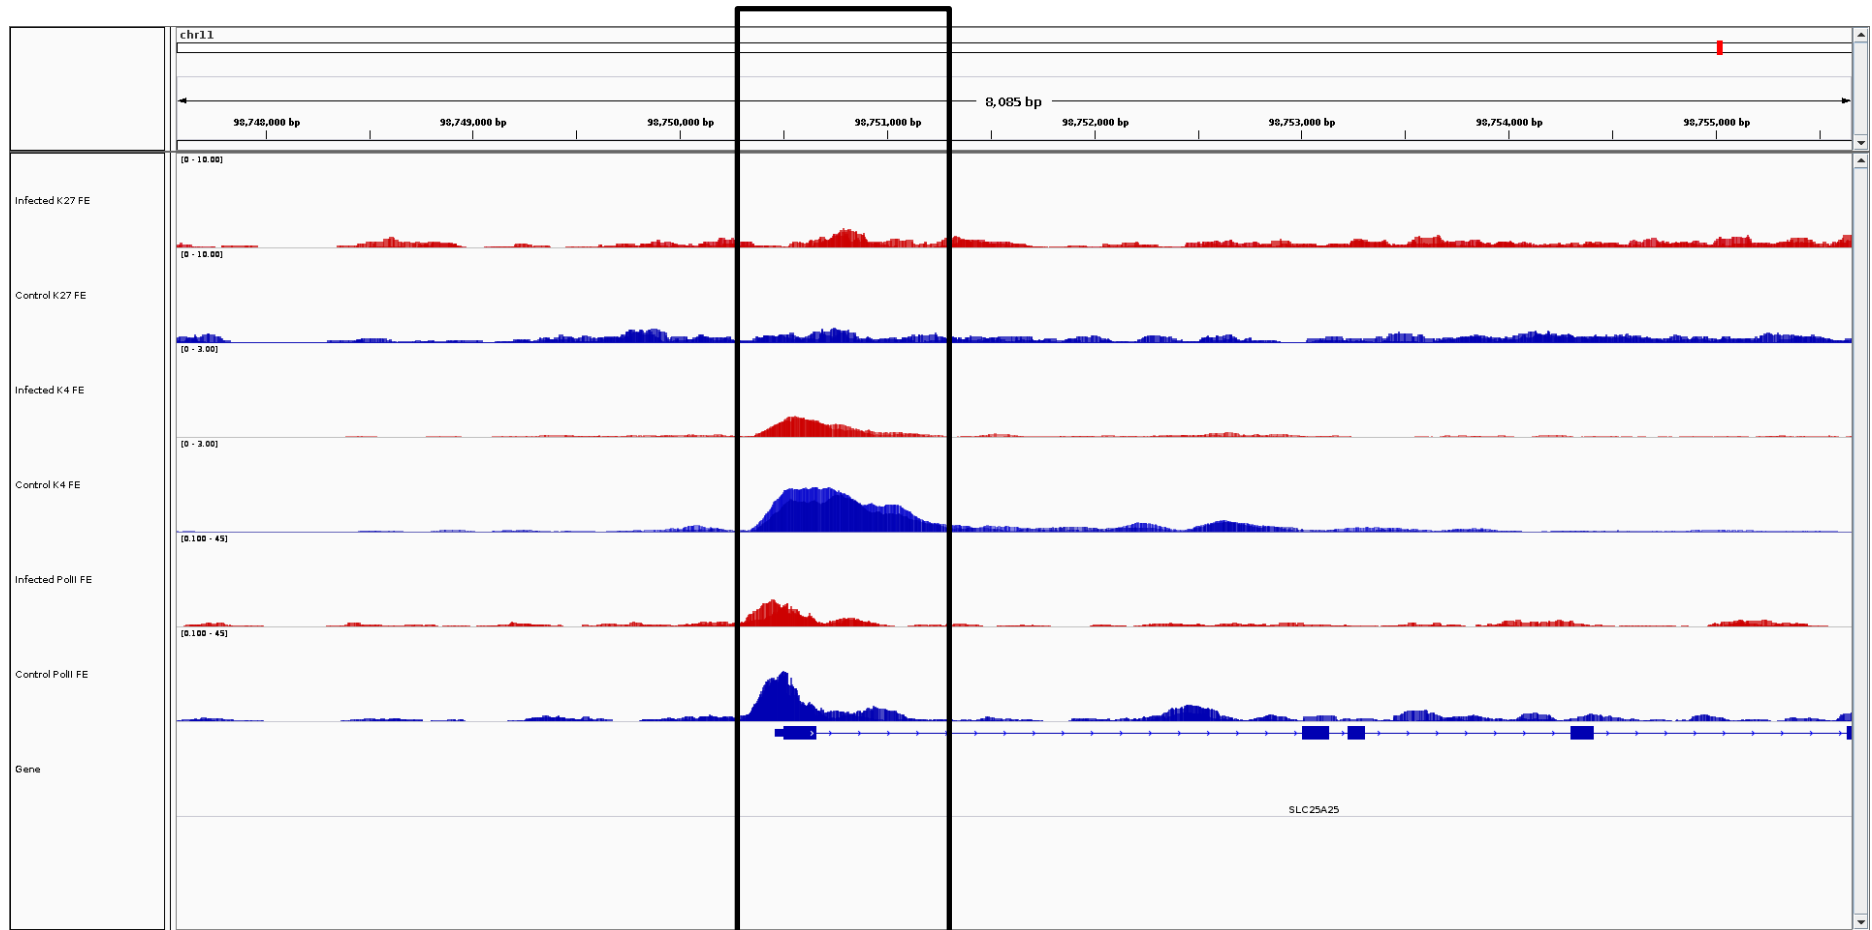 chr11
8,085 bp
98,748,000 bp 98,749,000 bp 98,750,000 bp 98,751,000 bp 98,752,000 bp 98,753,000 bp 98,754,000 bp 98,755,000 bp
[0 - 10.00]
Infected K27 FE
[0 - 10.00]
Control K27 FE
[0 - 3.00]
Infected K4 FE
[0 - 3.00]
Control K4 FE
[0.100 - 45]
Infected PolII FE
[0.100 - 45]
Control PolII FE
Gene
SLC25A25